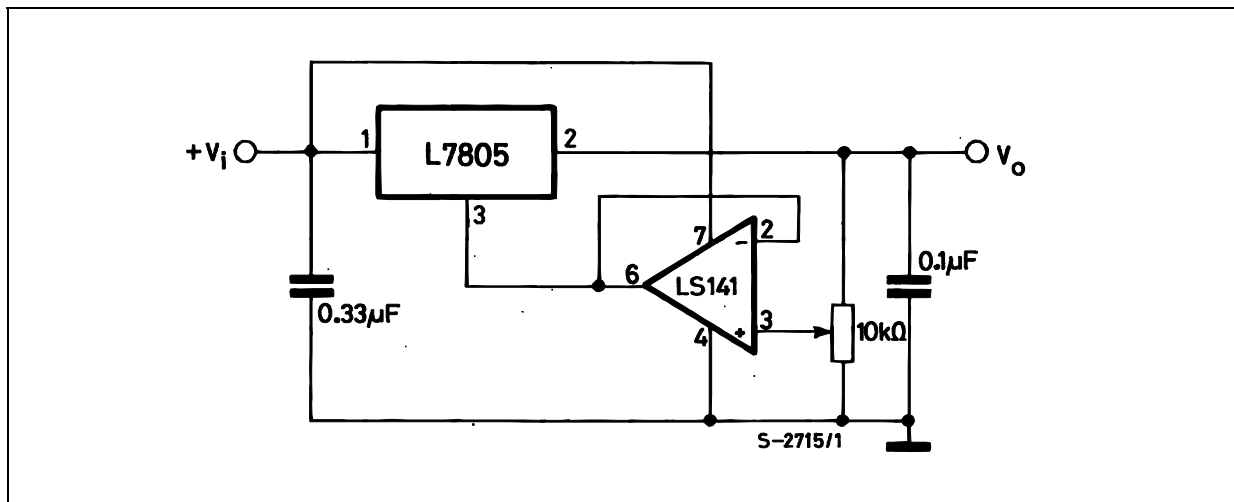 +Vi
1
L7805
2
Vo
3
7
2
-
6
LS141
0.1µF
0.33µF
4
+
3
10kΩ
S-2715/1